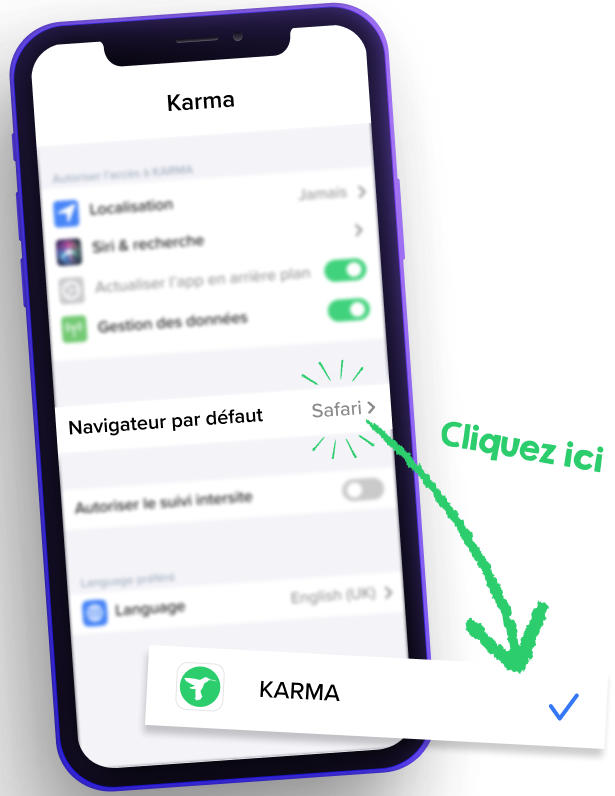 Karma
Autoriser l'accès à KARMA
Localisation Jamais
Siri & recherche
Actualiser l'app en arrière plan
Gestion des données
Navigateur par défaut Safari
Cliquez ici
Autoriser le suivi intersite
Language préféré
Language English (UK)
KARMA